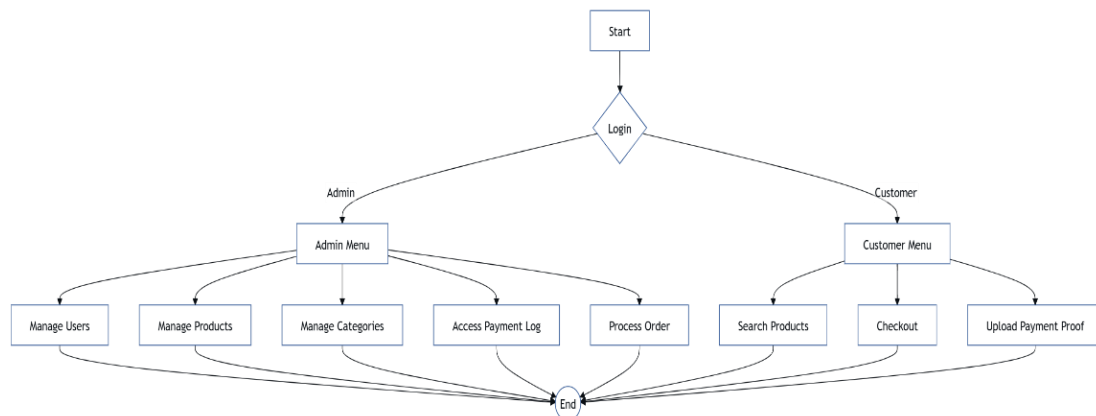 Start
Login
Admin
Customer
Admin Menu
Customer Menu
Manage Users
Manage Products
Manage Categories
Access Payment Log
Process Order
Search Products
Checkout
Upload Payment Proof
End